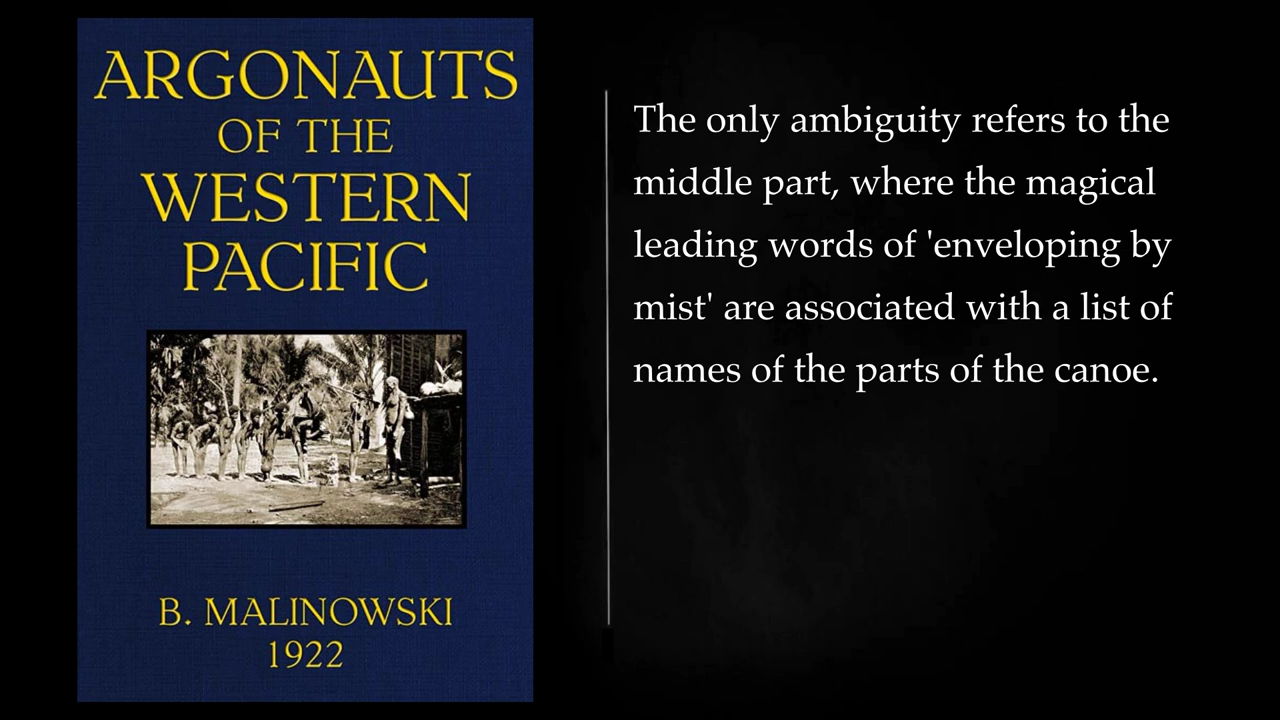 ARGONAUTS
OF THE
WESTERN
PACIFIC
B. MALINOWSKI
1922
The only ambiguity refers to the
middle part, where the magical
leading words of 'enveloping by
mist' are associated with a list of
names of the parts of the canoe.